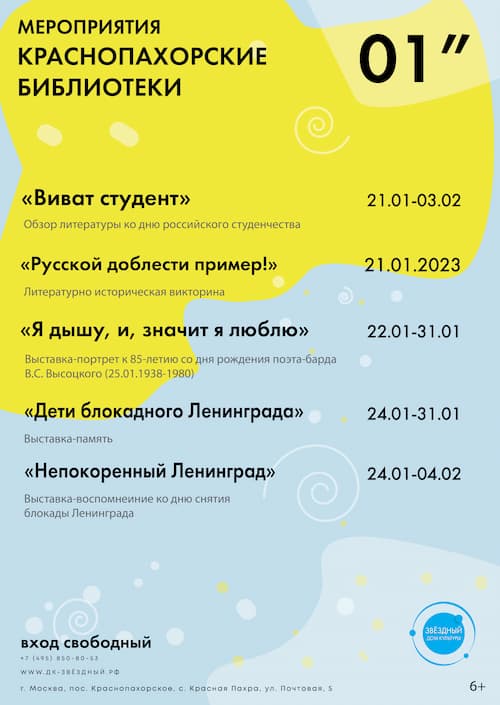 МЕРОПРИЯТИЯ
КРАСНОПАХОРСКИЕ
БИБЛИОТЕКИ
01”
«Виват студент»
21.01-03.02
Обзор литературы ко дню российского студенчества
«Русской доблести пример!»
21.01.2023
Литературно историческая викторина
«Я дышу, и, значит я люблю»
22.01-31.01
Выставка-портрет к 85-летию со дня рождения поэта-барда
В.С. Высоцкого (25.01.1938-1980)
«Дети блокадного Ленинграда»
24.01-31.01
Выставка-память
«Непокоренный Ленинград»
24.01-04.02
Выставка-воспомнеиние ко дню снятия
блокады Ленинграда
вход свободный
+7 (495) 850-80-53
WWW.ДК-ЗВЁЗДНЫЙ.РФ
г. Москва, пос. Краснопахорское, с. Красная Пахра, ул. Почтовая, 5
ЗВЁЗДНЫЙ
ДОМ КУЛЬТУРЫ
6+